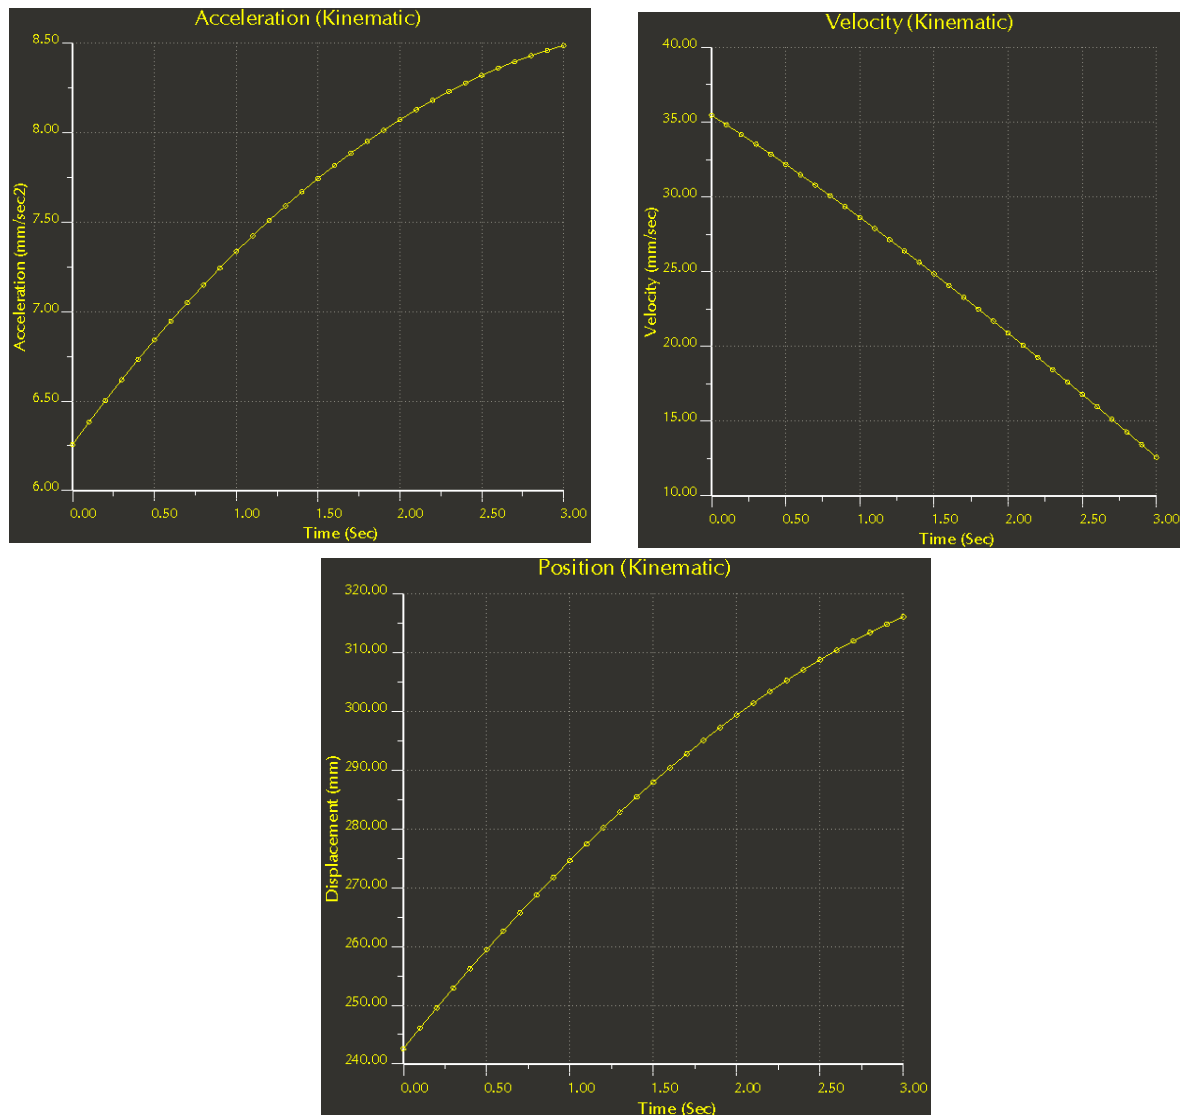 Acceleration (Kinematic)
8.50
8.00
7.50
7.00
6.50
6.00
Acceleration (mm/sec2)
0.00 0.50 1.00 1.50 2.00 2.50 3.00
Time (Sec)
Velocity (Kinematic)
40.00
35.00
30.00
25.00
20.00
15.00
10.00
Velocity (mm/sec)
0.00 0.50 1.00 1.50 2.00 2.50 3.00
Time (Sec)
Position (Kinematic)
320.00
310.00
300.00
290.00
280.00
270.00
260.00
250.00
240.00
Displacement (mm)
0.00 0.50 1.00 1.50 2.00 2.50 3.00
Time (Sec)